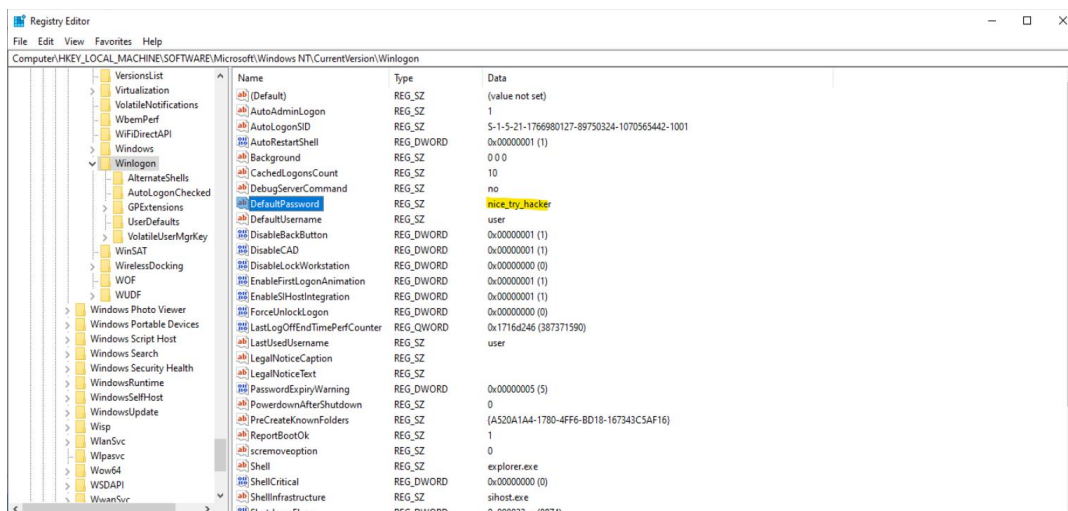 Registry Editor
File Edit View Favorites Help
Computer\HKEY_LOCAL_MACHINE\SOFTWARE\Microsoft\Windows NT\CurrentVersion\Winlogon
VersionsList
Virtualization
VolatileNotifications
WbemPerf
WiFiDirectAPI
Windows
Winlogon
AlternateShells
AutoLogonChecked
GPExtensions
UserDefaults
VolatileUserMgrKey
WinSAT
WirelessDocking
WOF
WUDF
Windows Photo Viewer
Windows Portable Devices
Windows Script Host
Windows Search
Windows Security Health
WindowsRuntime
WindowsSelfHost
WindowsUpdate
Wisp
WlanSvc
Wlpasvc
Wow64
WSDAPI
WwanSvc
Name Type Data
(Default) REG_SZ (value not set)
AutoAdminLogon REG_SZ 1
AutoLogonSID REG_SZ S-1-5-21-1766980127-89750324-1070565442-1001
AutoRestartShell REG_DWORD 0x00000001 (1)
Background REG_SZ 0 0 0
CachedLogonsCount REG_SZ 10
DebugServerCommand REG_SZ no
DefaultPassword REG_SZ nice_try_hacker
DefaultUsername REG_SZ user
DisableBackButton REG_DWORD 0x00000001 (1)
DisableCAD REG_DWORD 0x00000001 (1)
DisableLockWorkstation REG_DWORD 0x00000000 (0)
EnableFirstLogonAnimation REG_DWORD 0x00000001 (1)
EnableSIHostIntegration REG_DWORD 0x00000001 (1)
ForceUnlockLogon REG_DWORD 0x00000000 (0)
LastLogOffEndTimePerfCounter REG_QWORD 0x1716d246 (387371590)
LastUsedUsername REG_SZ user
LegalNoticeCaption REG_SZ
LegalNoticeText REG_SZ
PasswordExpiryWarning REG_DWORD 0x00000005 (5)
PowerdownAfterShutdown REG_SZ 0
PreCreateKnownFolders REG_SZ {A520A1A4-1780-4FF6-BD18-167343C5AF16}
ReportBootOk REG_SZ 1
scremoveoption REG_SZ 0
Shell REG_SZ explorer.exe
ShellCritical REG_DWORD 0x00000000 (0)
ShellInfrastructure REG_SZ sihost.exe